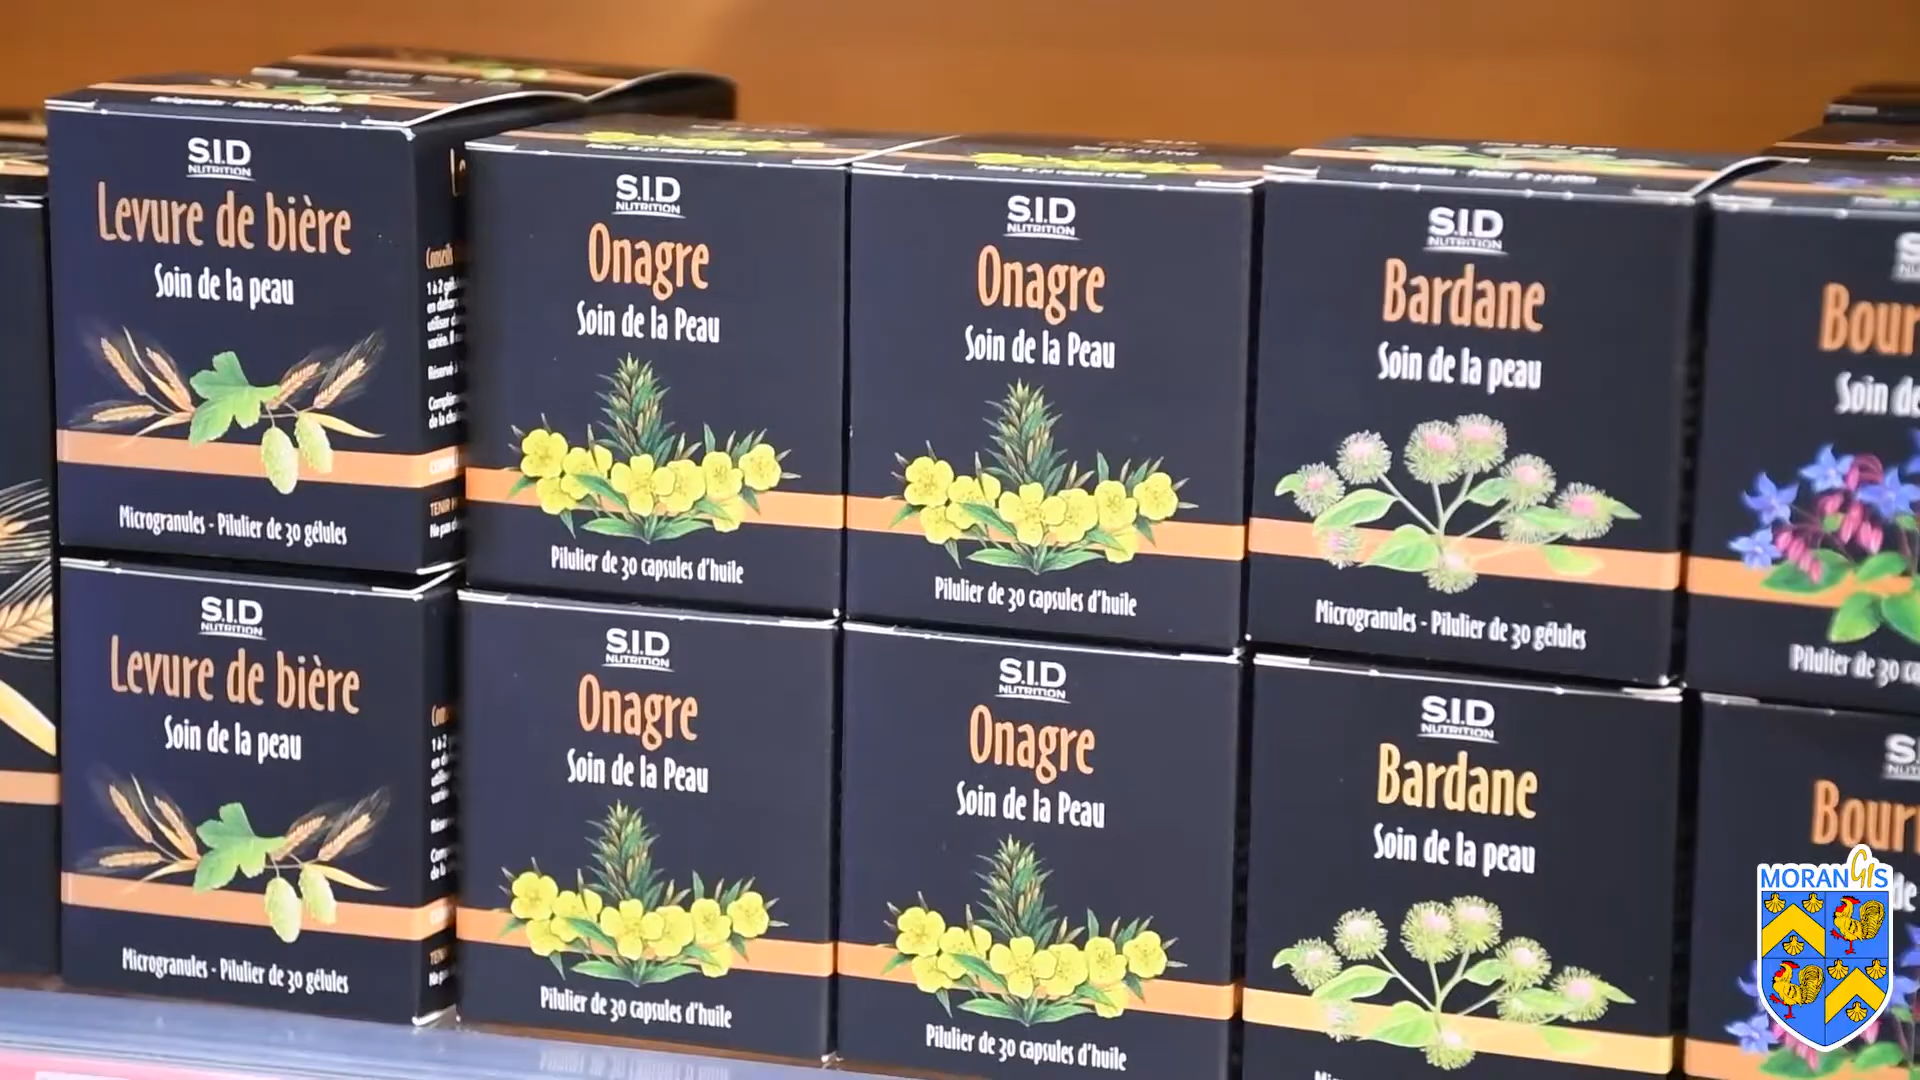 S.I.D
NUTRITION
Levure de bière
Soin de la peau
Microgranules - Pilulier de 30 gélules
S.I.D
NUTRITION
Onagre
Soin de la Peau
Pilulier de 30 capsules d'huile
S.I.D
NUTRITION
Onagre
Soin de la Peau
Pilulier de 30 capsules d'huile
S.I.D
NUTRITION
Bardane
Soin de la peau
Microgranules - Pilulier de 30 gélules
Soin
Pilulier de 30
S.I.D
NUTRITION
Levure de bière
Soin de la peau
Microgranules - Pilulier de 30 gélules
S.I.D
NUTRITION
Onagre
Soin de la Peau
Pilulier de 30 capsules d'huile
S.I.D
NUTRITION
Onagre
Soin de la Peau
Pilulier de 30 capsules d'huile
S.I.D
NUTRITION
Bardane
Soin de la peau
MORANGIS